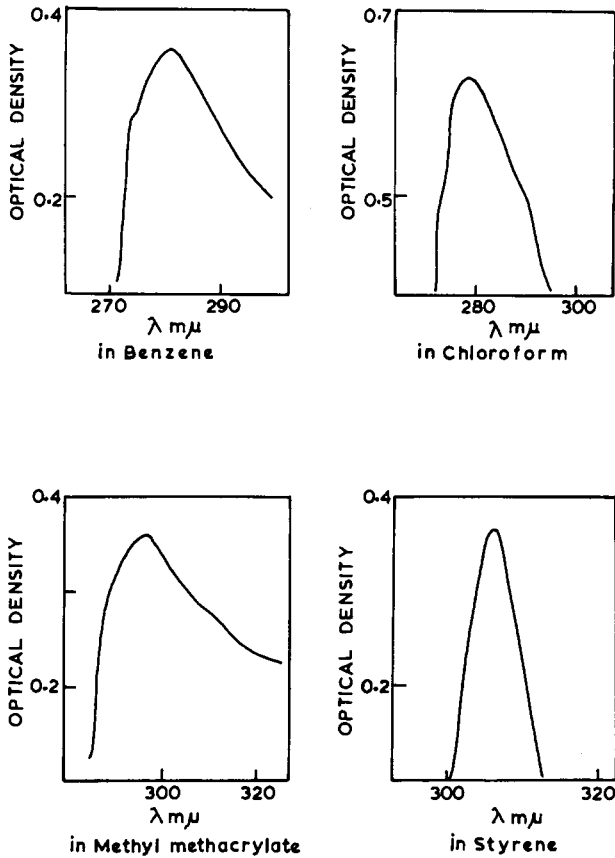 0.4
OPTICAL DENSITY
0.2
270 290
λ mμ
in Benzene
0.7
OPTICAL DENSITY
0.5
280 300
λ mμ
in Chloroform
0.4
OPTICAL DENSITY
0.2
300 320
λ mμ
in Methyl methacrylate
0.4
OPTICAL DENSITY
0.2
300 320
λ mμ
in Styrene